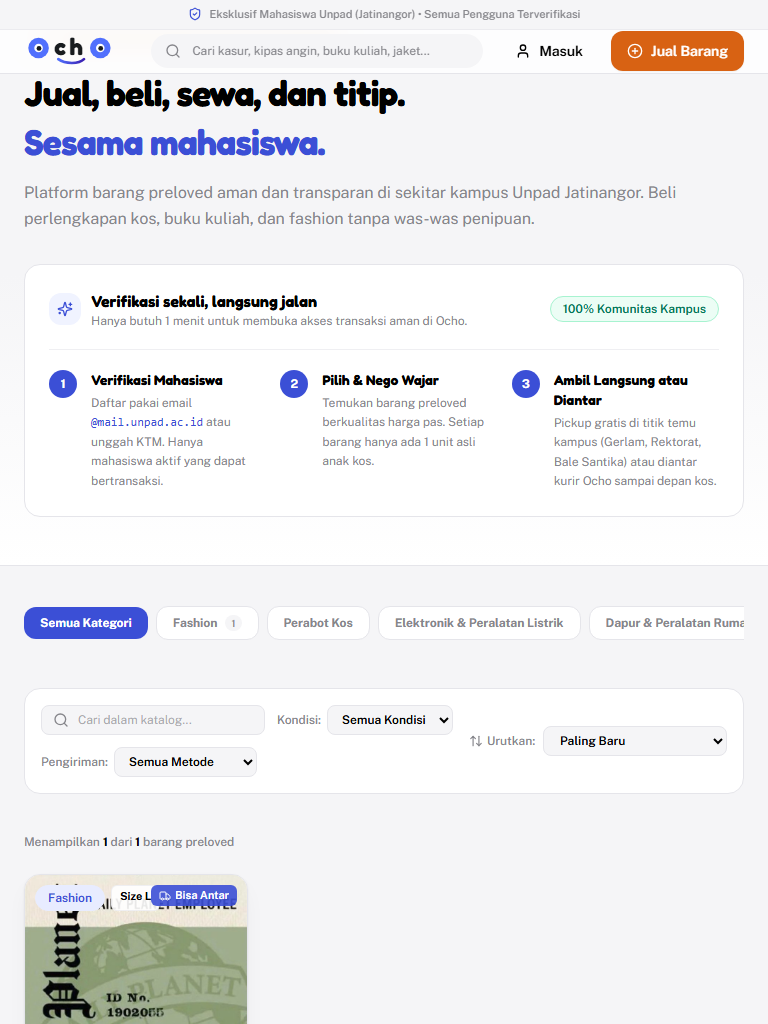 Eksklusif Mahasiswa Unpad (Jatinangor) • Semua Pengguna Terverifikasi
ocho
Cari kasur, kipas angin, buku kuliah, jaket...
Masuk
Jual Barang
Jual, beli, sewa, dan titip.
Sesama mahasiswa.
Platform barang preloved aman dan transparan di sekitar kampus Unpad Jatinangor. Beli
perlengkapan kos, buku kuliah, dan fashion tanpa was-was penipuan.
Verifikasi sekali, langsung jalan
Hanya butuh 1 menit untuk membuka akses transaksi aman di Ocho.
100% Komunitas Kampus
1
Verifikasi Mahasiswa
Daftar pakai email
@mail.unpad.ac.id atau
unggah KTM. Hanya
mahasiswa aktif yang dapat
bertransaksi.
2
Pilih & Nego Wajar
Temukan barang preloved
berkualitas harga pas. Setiap
barang hanya ada 1 unit asli
anak kos.
3
Ambil Langsung atau
Diantar
Pickup gratis di titik temu
kampus (Gerlam, Rektorat,
Bale Santika) atau diantar
kurir Ocho sampai depan kos.
Semua Kategori
Fashion 1
Perabot Kos
Elektronik & Peralatan Listrik
Dapur & Peralatan Ruma
Cari dalam katalog...
Kondisi:
Semua Kondisi
Pengiriman:
Semua Metode
Urutkan:
Paling Baru
Menampilkan 1 dari 1 barang preloved
Fashion
Size L
Bisa Antar
EMPLOYEE
Plane
PLANET
ID No.